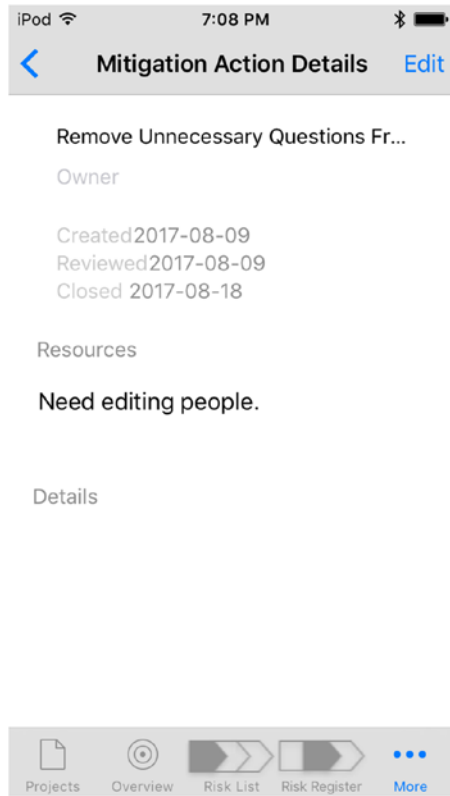 iPod 7:08 PM
Mitigation Action Details Edit
Remove Unnecessary Questions Fr...
Owner
Created2017-08-09
Reviewed2017-08-09
Closed 2017-08-18
Resources
Need editing people.
Details
Projects Overview Risk List Risk Register More